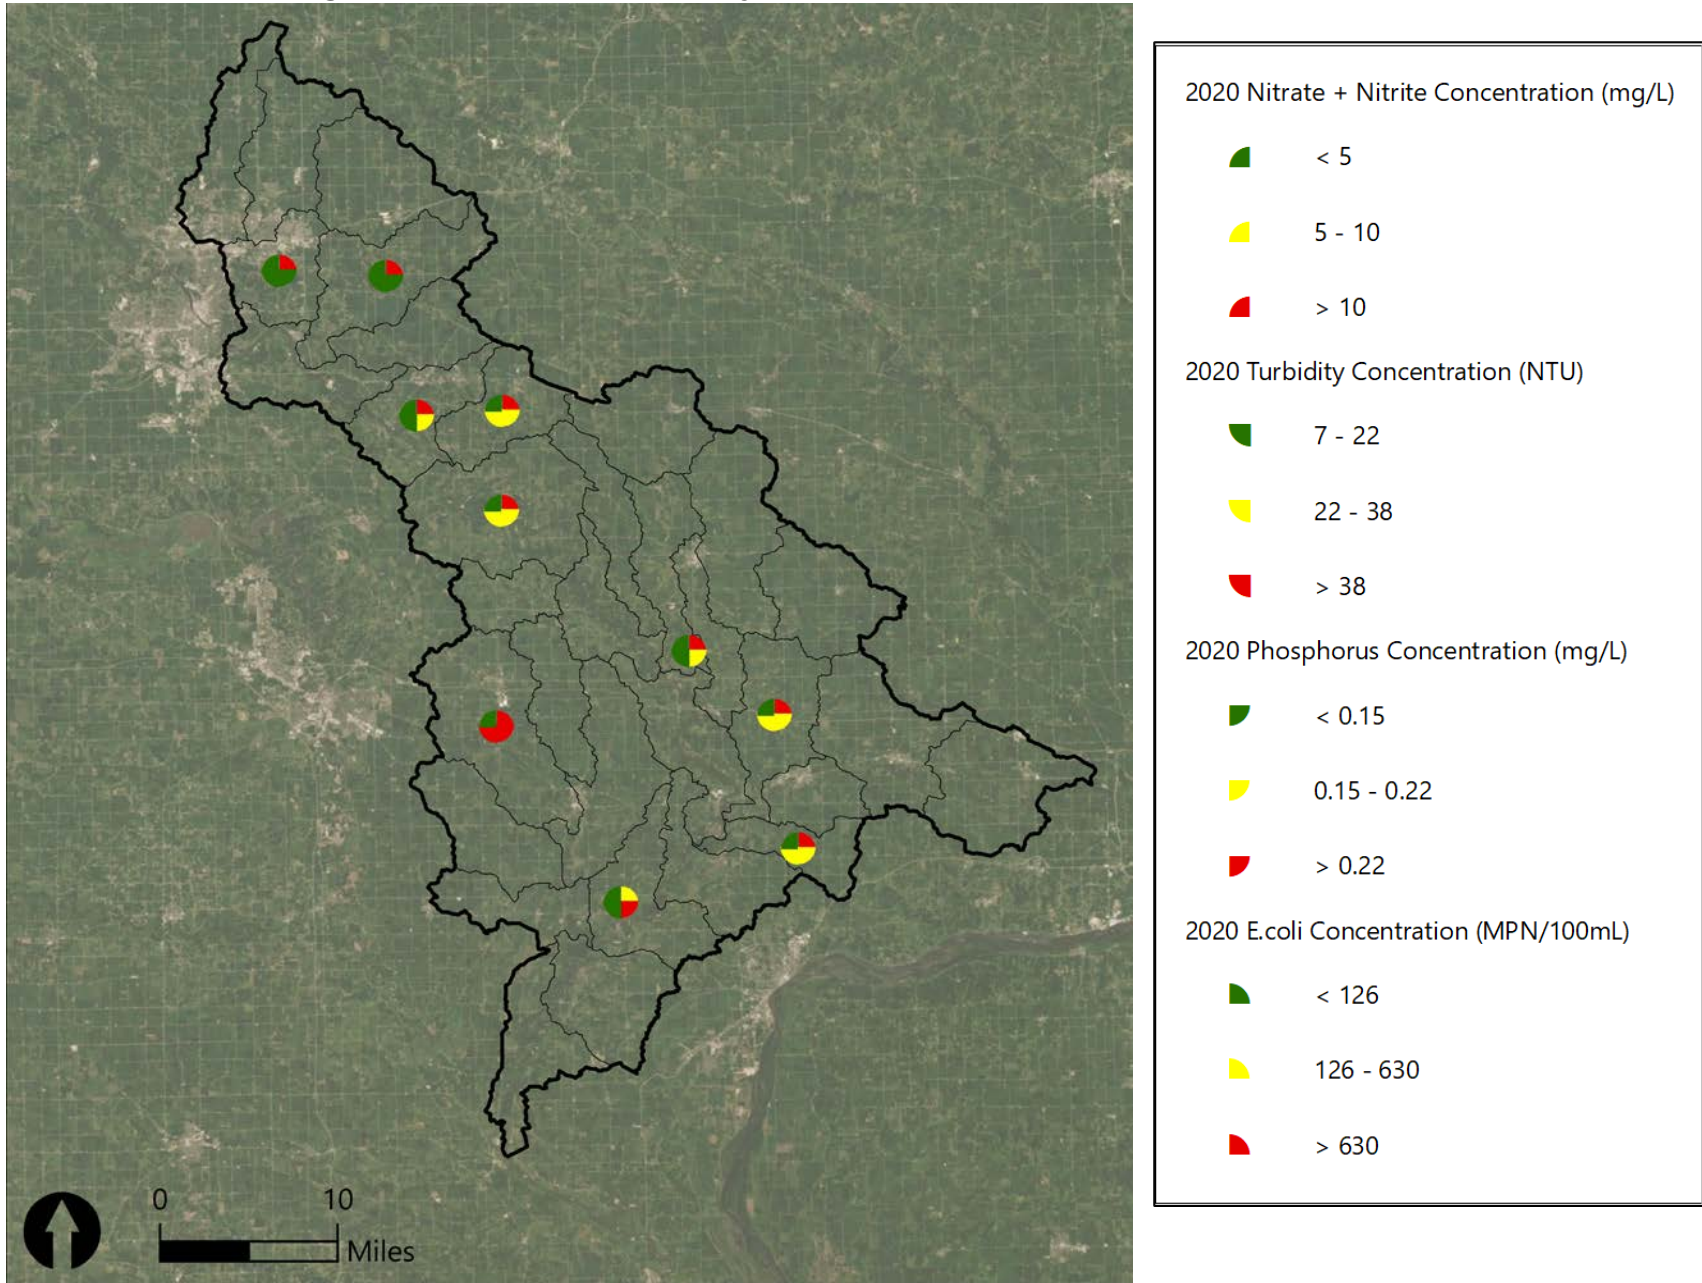 2020 Nitrate + Nitrite Concentration (mg/L)
< 5
5 - 10
> 10
2020 Turbidity Concentration (NTU)
7 - 22
22 - 38
> 38
2020 Phosphorus Concentration (mg/L)
< 0.15
0.15 - 0.22
> 0.22
2020 E.coli Concentration (MPN/100mL)
< 126
126 - 630
> 630
0 10
Miles